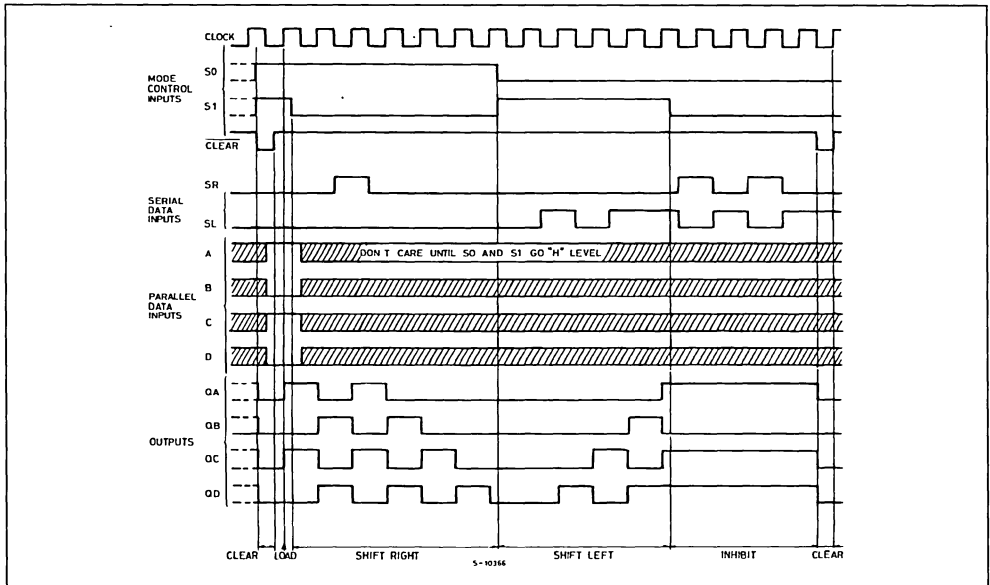 CLOCK
MODE
CONTROL
INPUTS
S0
S1
CLEAR
SERIAL
DATA
INPUTS
SR
SL
PARALLEL
DATA
INPUTS
A
DON T CARE UNTIL S0 AND S1 GO "H" LEVEL
B
C
D
OUTPUTS
QA
QB
QC
QD
CLEAR LOAD SHIFT RIGHT SHIFT LEFT INHIBIT CLEAR
S-10366